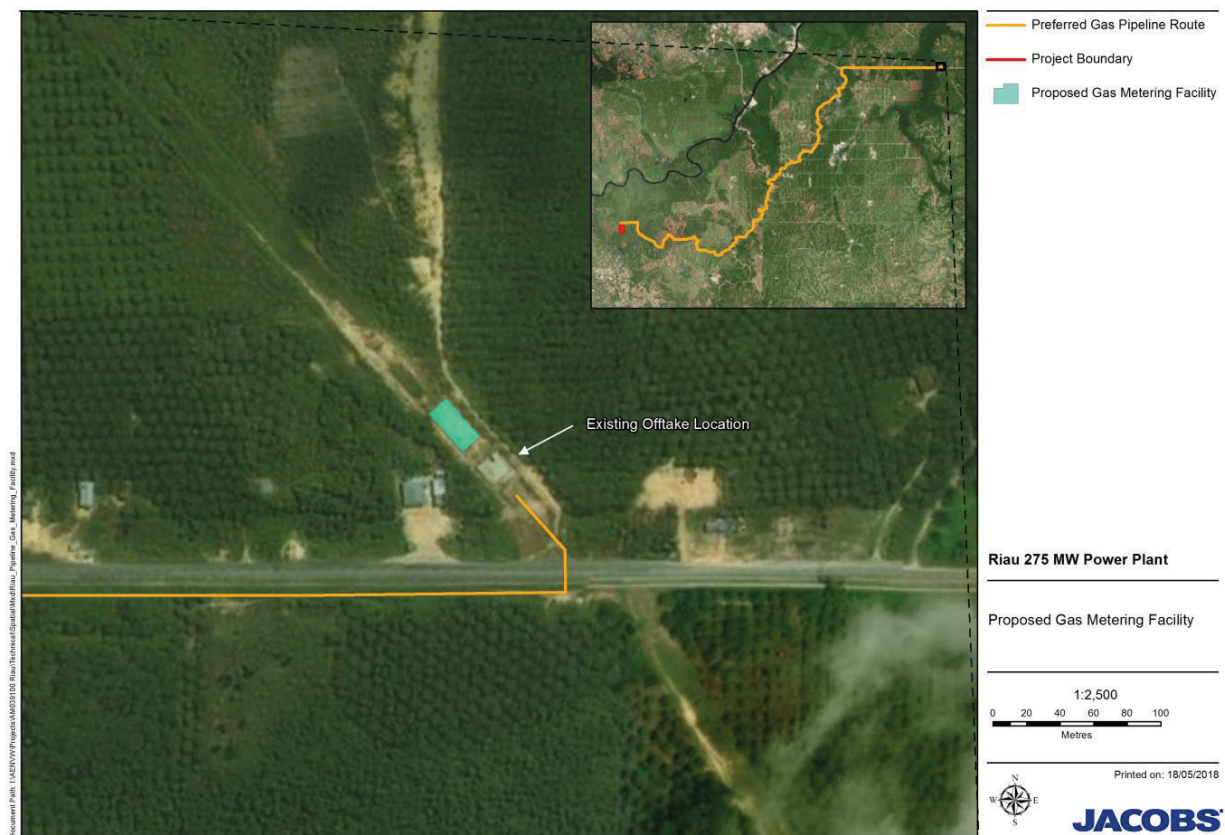 Preferred Gas Pipeline Route
Project Boundary
Proposed Gas Metering Facility
Existing Offtake Location
Riau 275 MW Power Plant
Proposed Gas Metering Facility
1:2,500
0 20 40 60 80 100
Metres
Printed on: 18/05/2018
N
W E
S
JACOBS